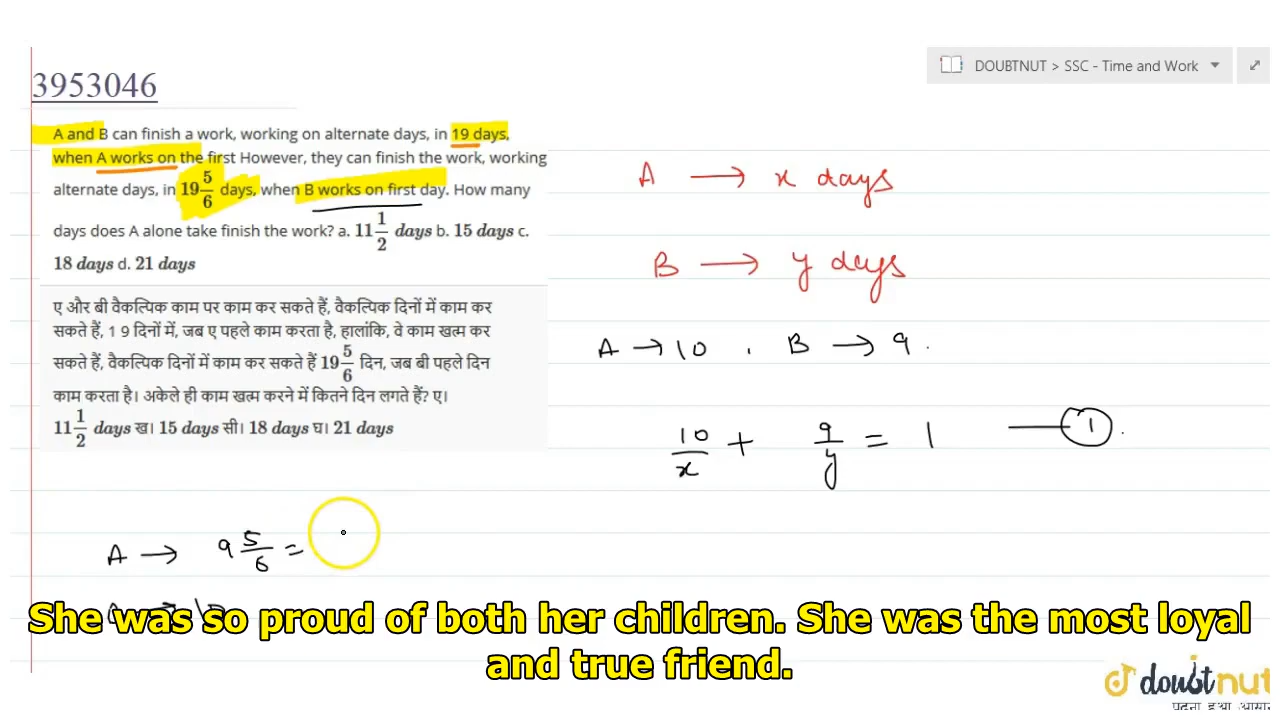 DOUBTNUT > SSC - Time and Work
3953046
A and B can finish a work, working on alternate days, in 19 days,
when A works on the first However, they can finish the work, working
alternate days, in 19 5/6 days, when B works on first day. How many
days does A alone take finish the work? a. 11 1/2 days b. 15 days c.
18 days d. 21 days
ए और बी वैकल्पिक काम पर काम कर सकते हैं, वैकल्पिक दिनों में काम कर
सकते हैं, 1 9 दिनों में, जब ए पहले काम करता है, हालांकि, वे काम खत्म कर
सकते हैं, वैकल्पिक दिनों में काम कर सकते हैं 19 5/6 दिन, जब बी पहले दिन
काम करता है। अकेले ही काम खत्म करने में कितने दिन लगते हैं? ए।
11 1/2 days ख। 15 days सी। 18 days घ। 21 days
A → x days
B → y days
A → 10 , B → 9 .
10/x + 9/y = 1 — 1 .
A → 9 5/6 =
→ 10
She was so proud of both her children. She was the most loyal
and true friend.
doubtnut
पढ़ना हुआ आसान